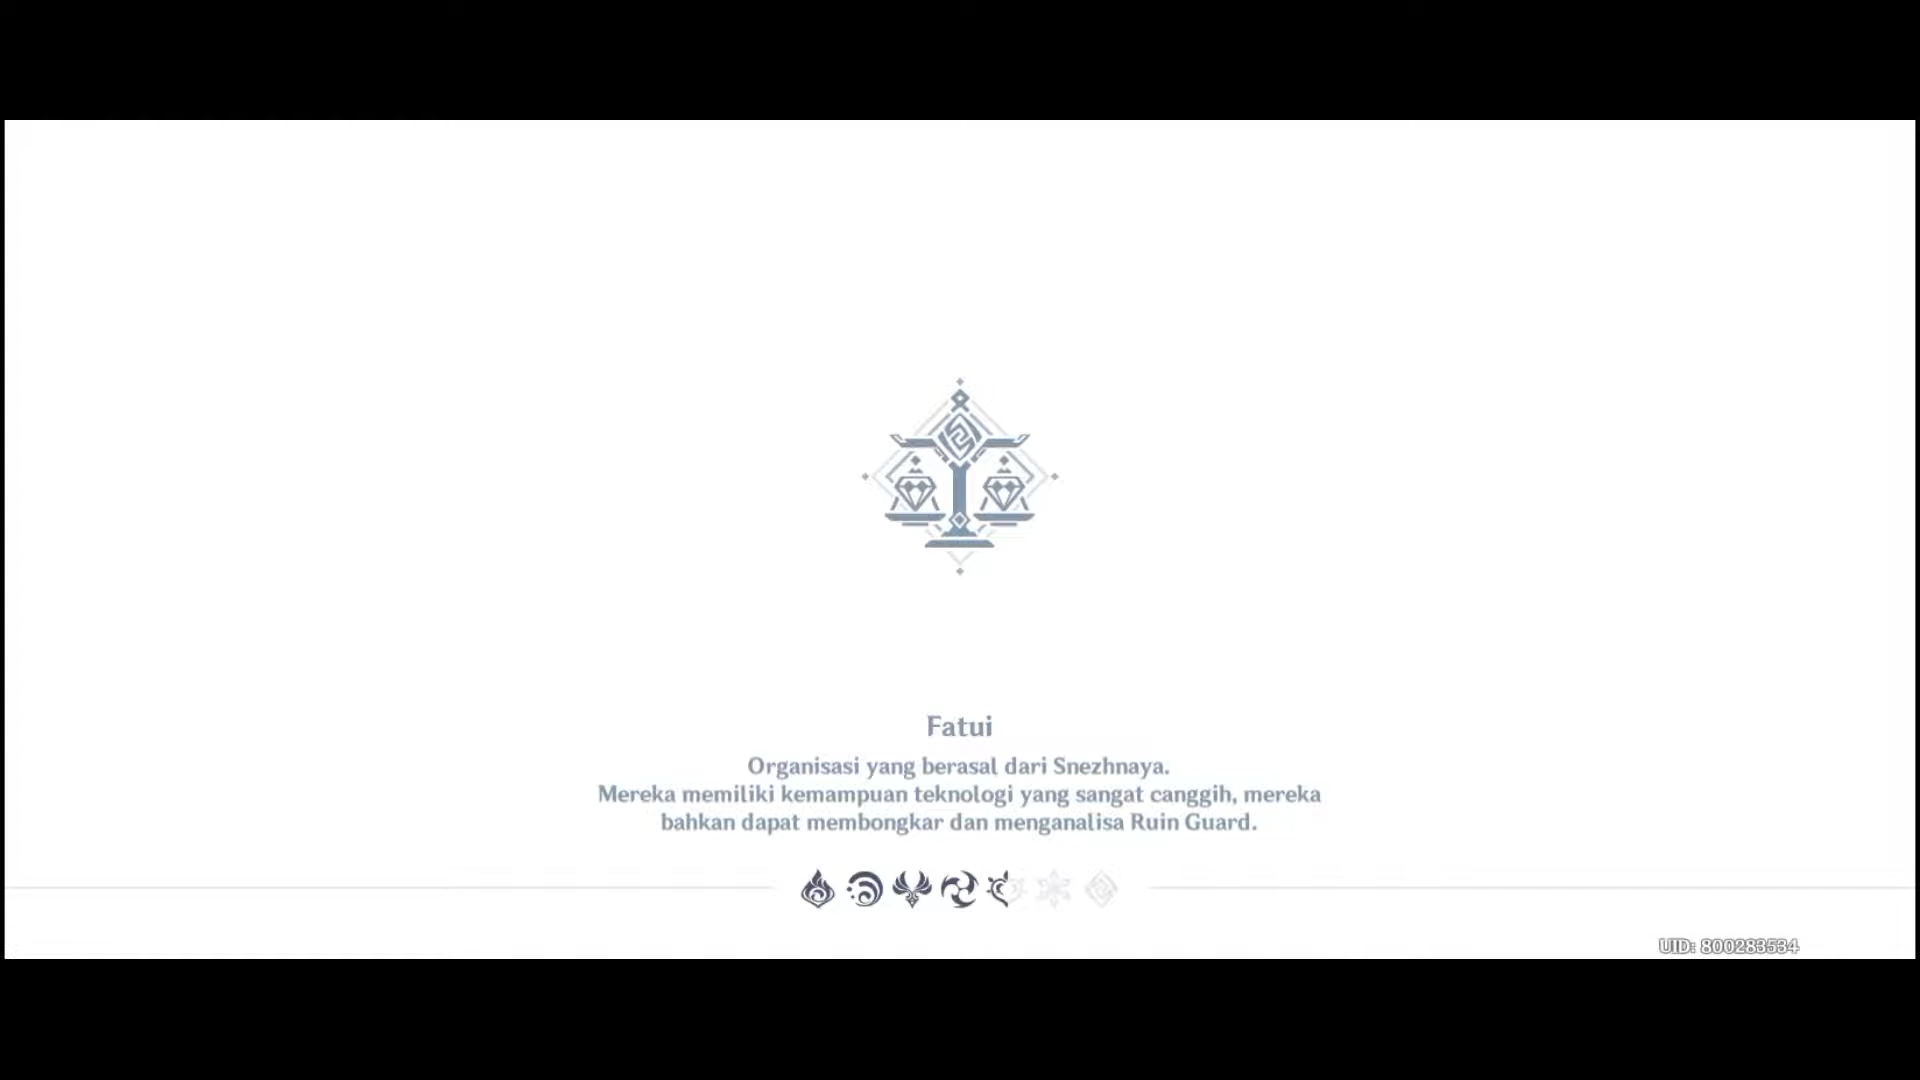 Fatui
Organisasi yang berasal dari Snezhnaya.
Mereka memiliki kemampuan teknologi yang sangat canggih, mereka
bahkan dapat membongkar dan menganalisa Ruin Guard.
UID: 800283534